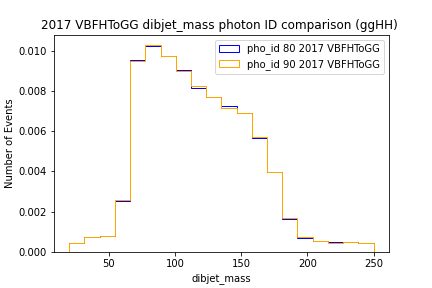 2017 VBFHToGG dibjet_mass photon ID comparison (ggHH)
pho_id 80 2017 VBFHToGG
pho_id 90 2017 VBFHToGG
0.010
0.008
0.006
0.004
0.002
0.000
Number of Events
50 100 150 200 250
dibjet_mass